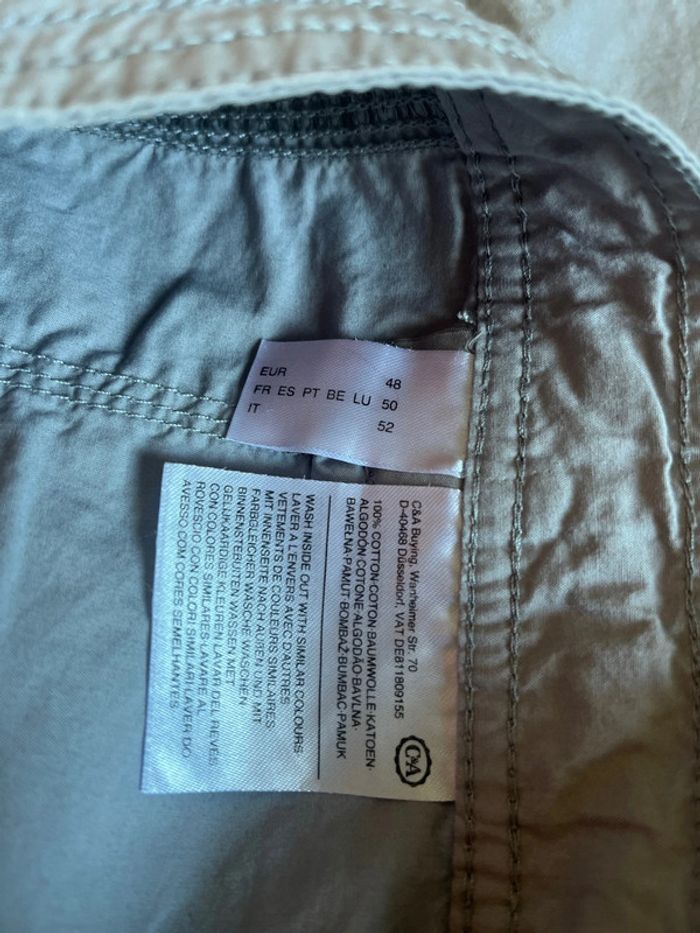 EUR 48
FR ES PT BE LU 50
IT 52
C&A Buying, Wanheimer Str. 70
D-40468 Düsseldorf, VAT DE811809155
C&A
100% COTTON·COTON·BAUMWOLLE·KATOEN·
ALGODÓN·COTONE·ALGODÃO·BAVLNA·
BAWEŁNA·PAMUT·BOMBAŽ·BUMBAC·PAMUK
WASH INSIDE OUT WITH SIMILAR COLOURS
LAVER A L'ENVERS AVEC D'AUTRES
VETEMENTS DE COULEURS SIMILAIRES
MIT INNENSEITE NACH AUßEN UND MIT
FARBGLEICHER WÄSCHE WASCHEN
BINNENSTEBUITEN WASSEN MET
GELIJKAARDIGE KLEUREN LAVAR DEL REVES
CON COLORES SIMILARES·LAVARE AL
ROVESCIO CON COLORI SIMILARI LAVER DO
AVESSO COM CORES SEMELHANTES